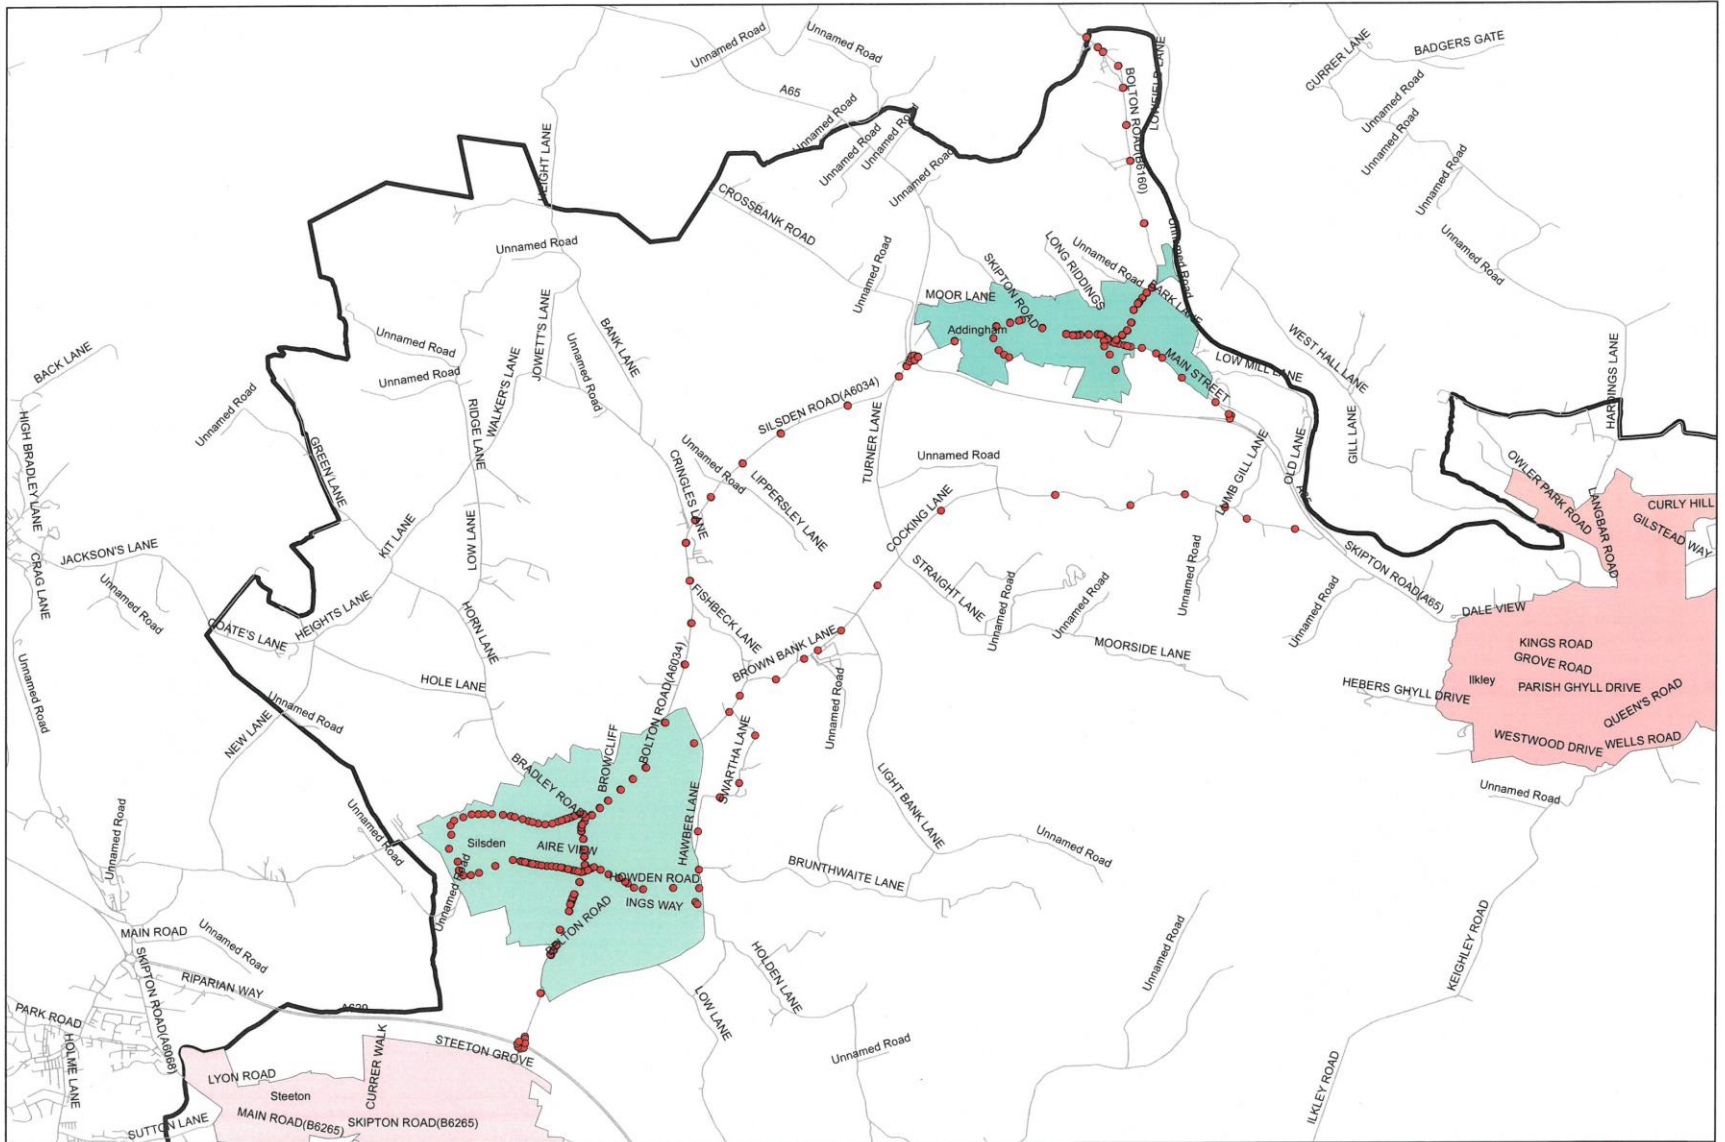 Unnamed Road
Unnamed Road
A65
BOLTON ROAD(B6160)
LOWFIELD LANE
CURRER LANE
BADGERS GATE
Unnamed Road
Unnamed Road
Unnamed Road
Unnamed Road
Unnamed Road
Unnamed Road
Unnamed Road
Unnamed Road
Unnamed Road
HEIGHT LANE
CROSSBANK ROAD
Unnamed Road
Unnamed Road
LONG RIDDINGS
Unnamed Road
Unnamed Road
SKIPTON ROAD
MOOR LANE
PARK LANE
Addingham
MAIN STREET
LOW MILL LANE
WEST HALL LANE
HARDINGS LANE
GILL LANE
BACK LANE
Unnamed Road
Unnamed Road
Unnamed Road
JOWETT'S LANE
BANK LANE
Unnamed Road
WALKER'S LANE
RIDGE LANE
SILSDEN ROAD(A6034)
TURNER LANE
HIGH BRADLEY LANE
GREEN LANE
CRINGLES LANE
Unnamed Road
LIPPERSLEY LANE
Unnamed Road
LUMB GILL LANE
OLD LANE
A65
OWLER PARK ROAD
LANGBAR ROAD
CURLY HILL
GILSTEAD WAY
COCKING LANE
KIT LANE
LOW LANE
JACKSON'S LANE
CRAG LANE
Unnamed Road
COATE'S LANE
HEIGHTS LANE
HORN LANE
FISHBECK LANE
STRAIGHT LANE
Unnamed Road
Unnamed Road
Unnamed Road
Unnamed Road
SKIPTON ROAD(A65)
DALE VIEW
MOORSIDE LANE
KINGS ROAD
GROVE ROAD
Ilkley
PARISH GHYLL DRIVE
QUEEN'S ROAD
HEBERS GHYLL DRIVE
WESTWOOD DRIVE
WELLS ROAD
Unnamed Road
BROWN BANK LANE
Unnamed Road
BOLTON ROAD(A6034)
HOLE LANE
Unnamed Road
NEW LANE
Unnamed Road
BROWCLIFF
BRADLEY ROAD
SWARTHA LANE
HAWBER LANE
LIGHT BANK LANE
Unnamed Road
Unnamed Road
Unnamed Road
Silsden
AIRE VIEW
HOWDEN ROAD
INGS WAY
BRUNTHWAITE LANE
Unnamed Road
BOLTON ROAD
MAIN ROAD
Unnamed Road
RIPARIAN WAY
SKIPTON ROAD(A6068)
A629
HOLDEN LANE
LOW LANE
Unnamed Road
KEIGHLEY ROAD
Unnamed Road
PARK ROAD
HOLME LANE
CURRER WALK
STEETON GROVE
LYON ROAD
Steeton
MAIN ROAD(B6265)
SKIPTON ROAD(B6265)
SUTTON LANE
ILKLEY ROAD